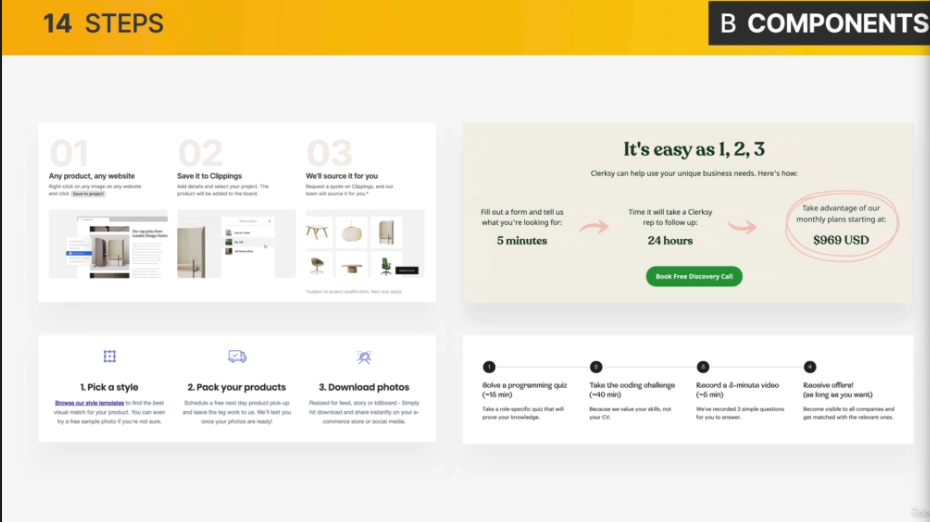 14 STEPS
B COMPONENTS
01
Any product, any website
Right-click on any image on any website
and click Save to project
02
Save it to Clippings
Add details and select your project. The
product will be added to the board.
03
We'll source it for you
Request a quote on Clippings, and our
team will source it for you.*
Our top picks from
London Design Festiv
*subject to project qualification, fees may apply.
It's easy as 1, 2, 3
Clerksy can help use your unique business needs. Here's how:
Fill out a form and tell us
what you're looking for:
5 minutes
Time it will take a Clerksy
rep to follow up:
24 hours
Take advantage of our
monthly plans starting at:
$969 USD
Book Free Discovery Call
1. Pick a style
Browse our style templates to find the best
visual match for your product. You can even
try a free sample photo if you're not sure.
2. Pack your products
Schedule a free next day product pick-up
and leave the leg work to us. We'll text you
once your photos are ready!
3. Download photos
Resized for feed, story or billboard - Simply
hit download and share instantly on your e-
commerce store or social media.
1
Solve a programming quiz
(~15 min)
Take a role-specific quiz that will
prove your knowledge.
2
Take the coding challenge
(~40 min)
Because we value your skills, not
your CV.
3
Record a 3-minute video
(~5 min)
We've recorded 3 simple questions
for you to answer.
4
Receive offers!
(as long as you want)
Become visible to all companies and
get matched with the relevant ones.